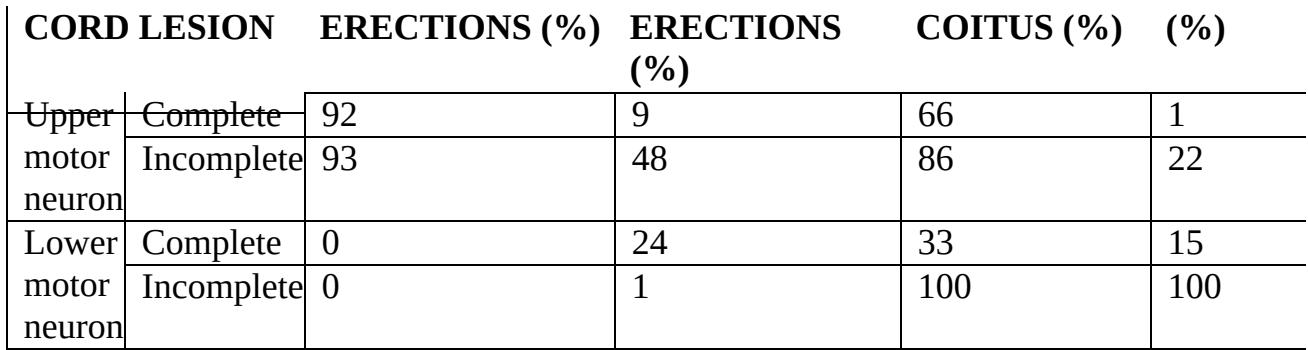 CORD LESION ERECTIONS (%) ERECTIONS COITUS (%) (%)
(%)
Upper Complete 92 9 66 1
motor Incomplete 93 48 86 22
neuron
Lower Complete 0 24 33 15
motor Incomplete 0 1 100 100
neuron